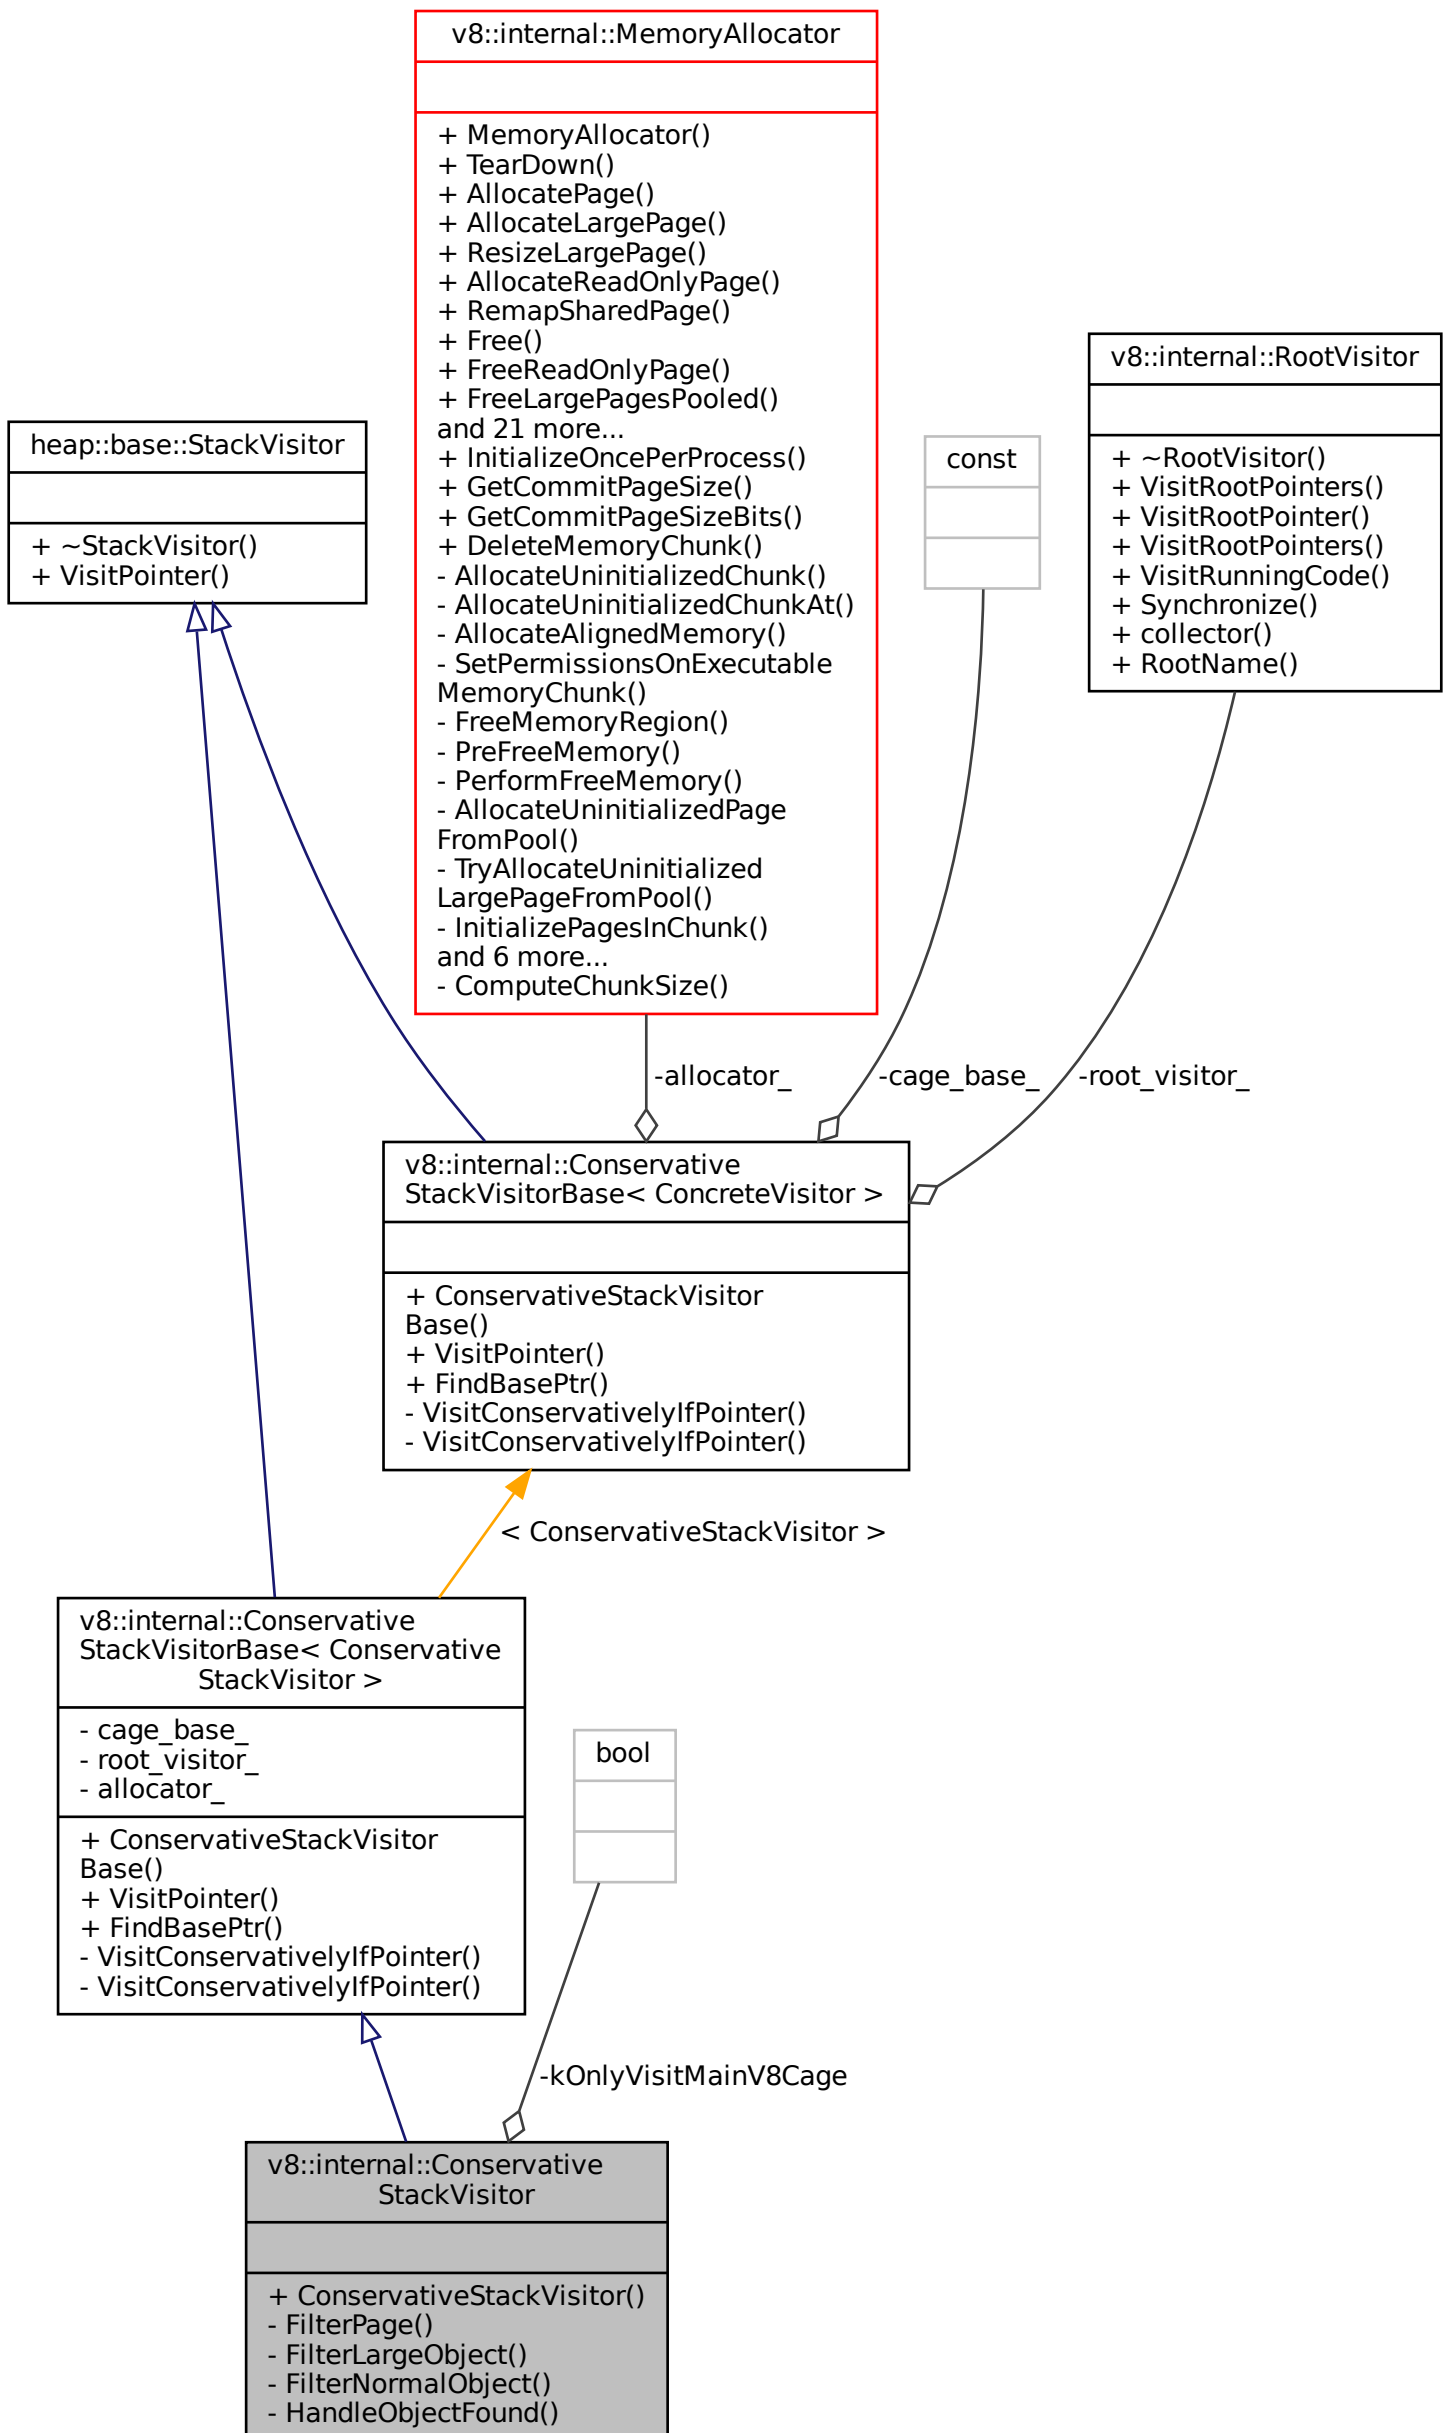 v8::internal::MemoryAllocator
+ MemoryAllocator()
+ TearDown()
+ AllocatePage()
+ AllocateLargePage()
+ ResizeLargePage()
+ AllocateReadOnlyPage()
+ RemapSharedPage()
+ Free()
+ FreeReadOnlyPage()
+ FreeLargePagesPooled()
and 21 more...
+ InitializeOncePerProcess()
+ GetCommitPageSize()
+ GetCommitPageSizeBits()
+ DeleteMemoryChunk()
- AllocateUninitializedChunk()
- AllocateUninitializedChunkAt()
- AllocateAlignedMemory()
- SetPermissionsOnExecutable
MemoryChunk()
- FreeMemoryRegion()
- PreFreeMemory()
- PerformFreeMemory()
- AllocateUninitializedPage
FromPool()
- TryAllocateUninitialized
LargePageFromPool()
- InitializePagesInChunk()
and 6 more...
- ComputeChunkSize()
v8::internal::RootVisitor
+ ~RootVisitor()
+ VisitRootPointers()
+ VisitRootPointer()
+ VisitRootPointers()
+ VisitRunningCode()
+ Synchronize()
+ collector()
+ RootName()
heap::base::StackVisitor
+ ~StackVisitor()
+ VisitPointer()
const
-allocator_
-cage_base_
-root_visitor_
v8::internal::Conservative
StackVisitorBase< ConcreteVisitor >
+ ConservativeStackVisitor
Base()
+ VisitPointer()
+ FindBasePtr()
- VisitConservativelyIfPointer()
- VisitConservativelyIfPointer()
< ConservativeStackVisitor >
v8::internal::Conservative
StackVisitorBase< Conservative
StackVisitor >
- cage_base_
- root_visitor_
- allocator_
+ ConservativeStackVisitor
Base()
+ VisitPointer()
+ FindBasePtr()
- VisitConservativelyIfPointer()
- VisitConservativelyIfPointer()
bool
-kOnlyVisitMainV8Cage
v8::internal::Conservative
StackVisitor
+ ConservativeStackVisitor()
- FilterPage()
- FilterLargeObject()
- FilterNormalObject()
- HandleObjectFound()